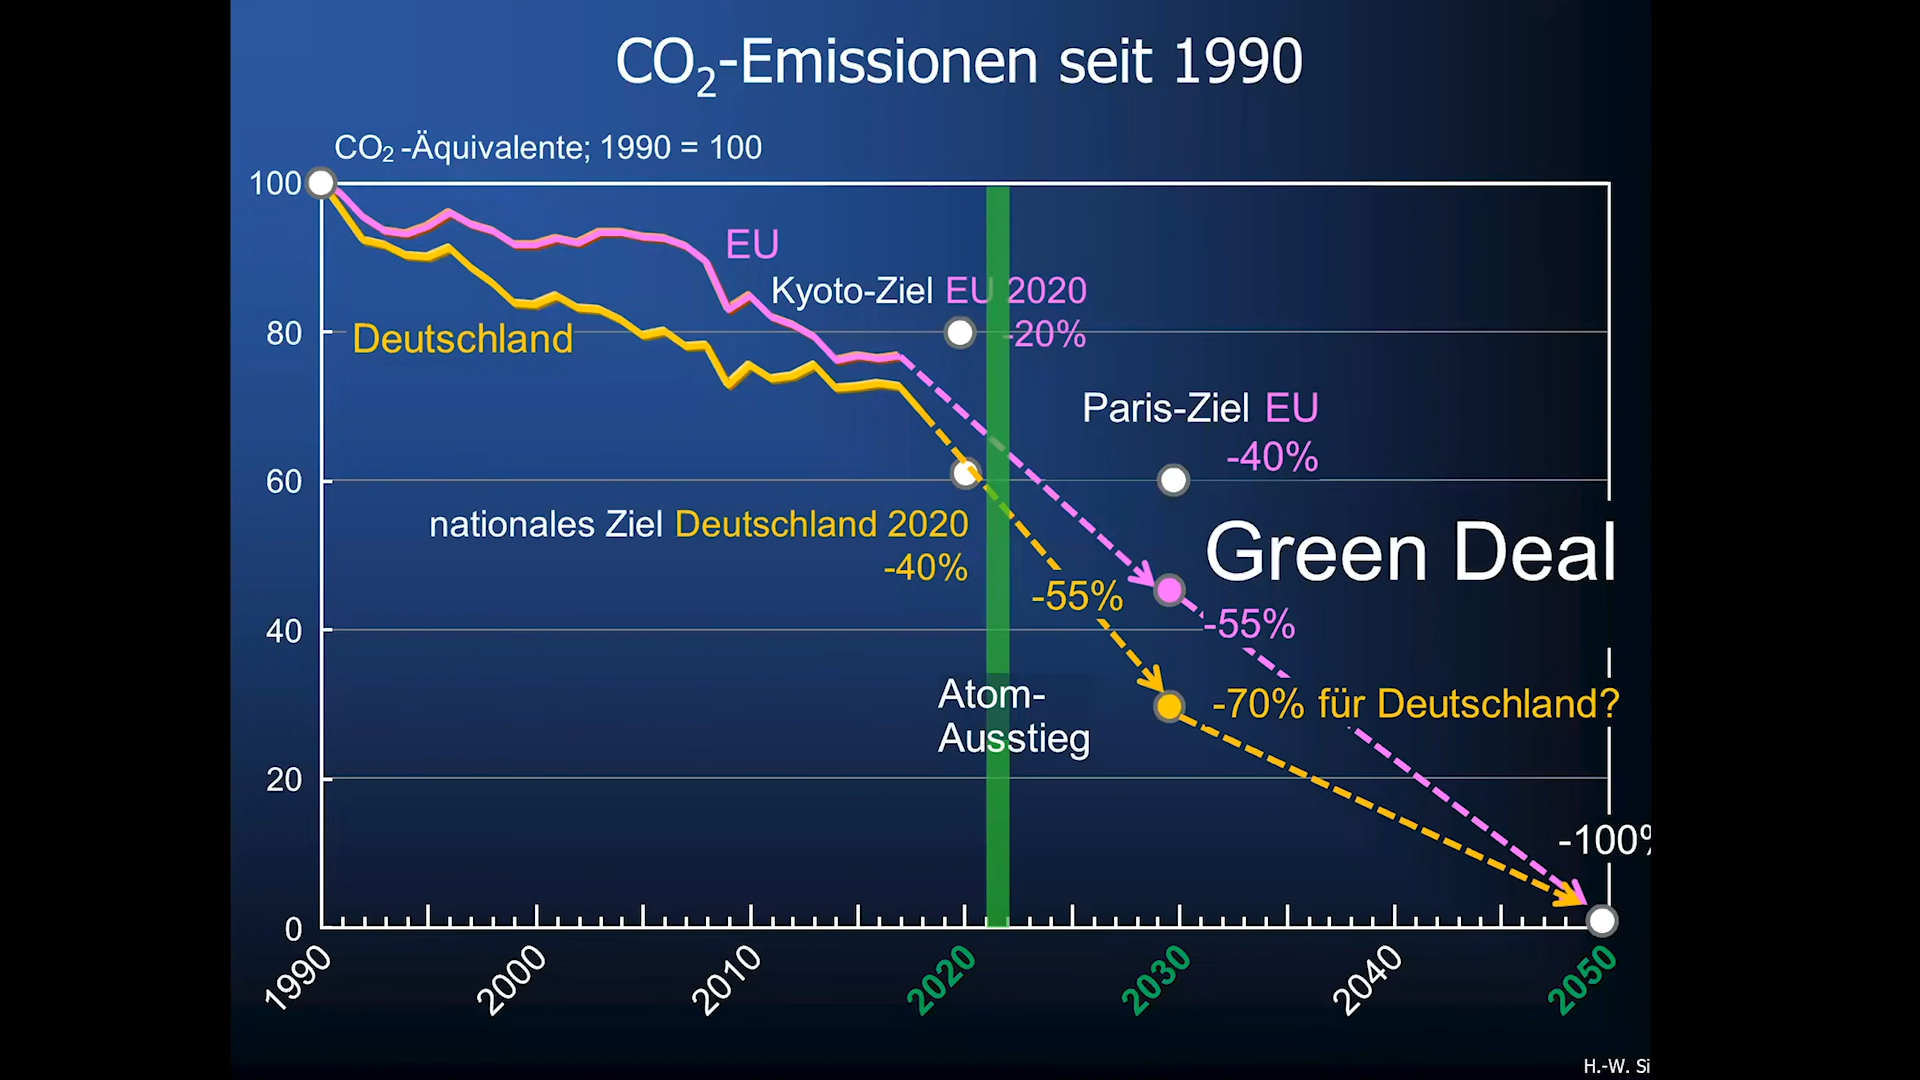 CO₂-Emissionen seit 1990
CO₂-Äquivalente; 1990 = 100
100
80
60
40
20
0
EU
Deutschland
Kyoto-Ziel EU 2020
-20%
Paris-Ziel EU
-40%
nationales Ziel Deutschland 2020
-40%
Green Deal
-55%
-55%
Atom-
Ausstieg
-70% für Deutschland?
-100%
1990
2000
2010
2020
2030
2040
2050
H.-W. Si